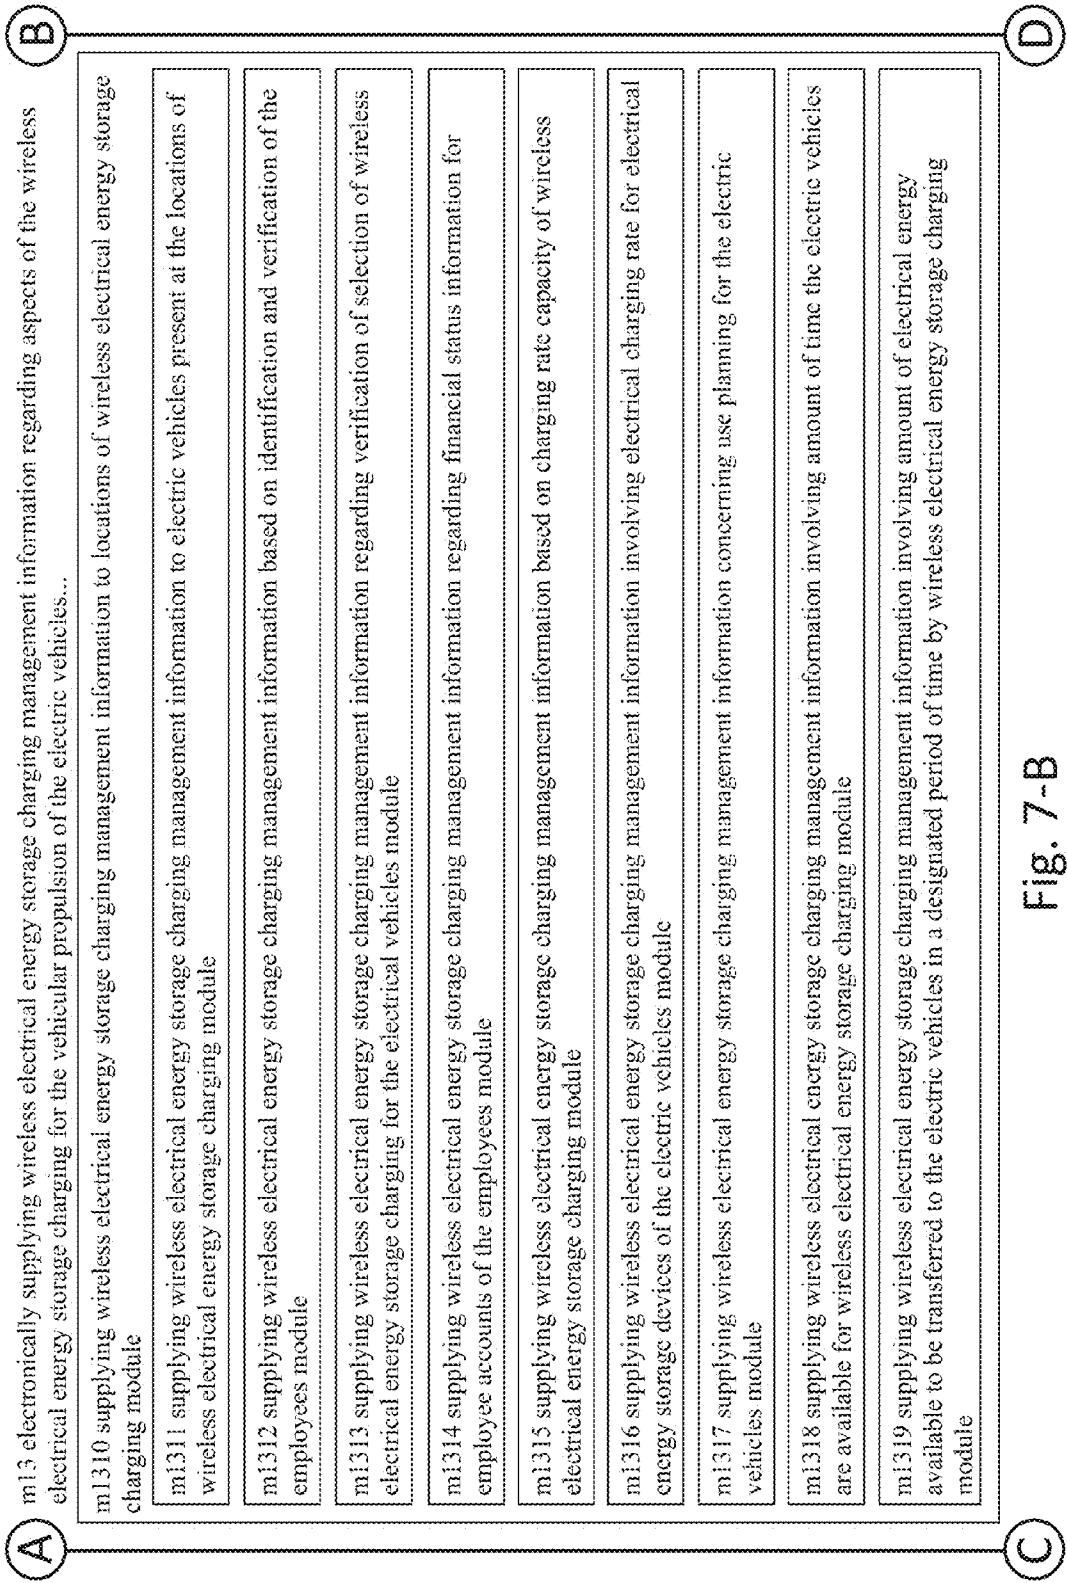 A
B
m13 electronically supplying wireless electrical energy storage charging management information regarding aspects of the wireless
electrical energy storage charging for the vehicular propulsion of the electric vehicles...
m1310 supplying wireless electrical energy storage charging management information to locations of wireless electrical energy storage
charging module
m1311 supplying wireless electrical energy storage charging management information to electric vehicles present at the locations of
wireless electrical energy storage charging module
m1312 supplying wireless electrical energy storage charging management information based on identification and verification of the
employees module
m1313 supplying wireless electrical energy storage charging management information regarding verification of selection of wireless
electrical energy storage charging for the electrical vehicles module
m1314 supplying wireless electrical energy storage charging management information regarding financial status information for
employee accounts of the employees module
m1315 supplying wireless electrical energy storage charging management information based on charging rate capacity of wireless
electrical energy storage charging module
m1316 supplying wireless electrical energy storage charging management information involving electrical charging rate for electrical
energy storage devices of the electric vehicles module
m1317 supplying wireless electrical energy storage charging management information concerning use planning for the electric
vehicles module
m1318 supplying wireless electrical energy storage charging management information involving amount of time the electric vehicles
are available for wireless electrical energy storage charging module
m1319 supplying wireless electrical energy storage charging management information involving amount of electrical energy
available to be transferred to the electric vehicles in a designated period of time by wireless electrical energy storage charging
module
C
D
Fig. 7-B